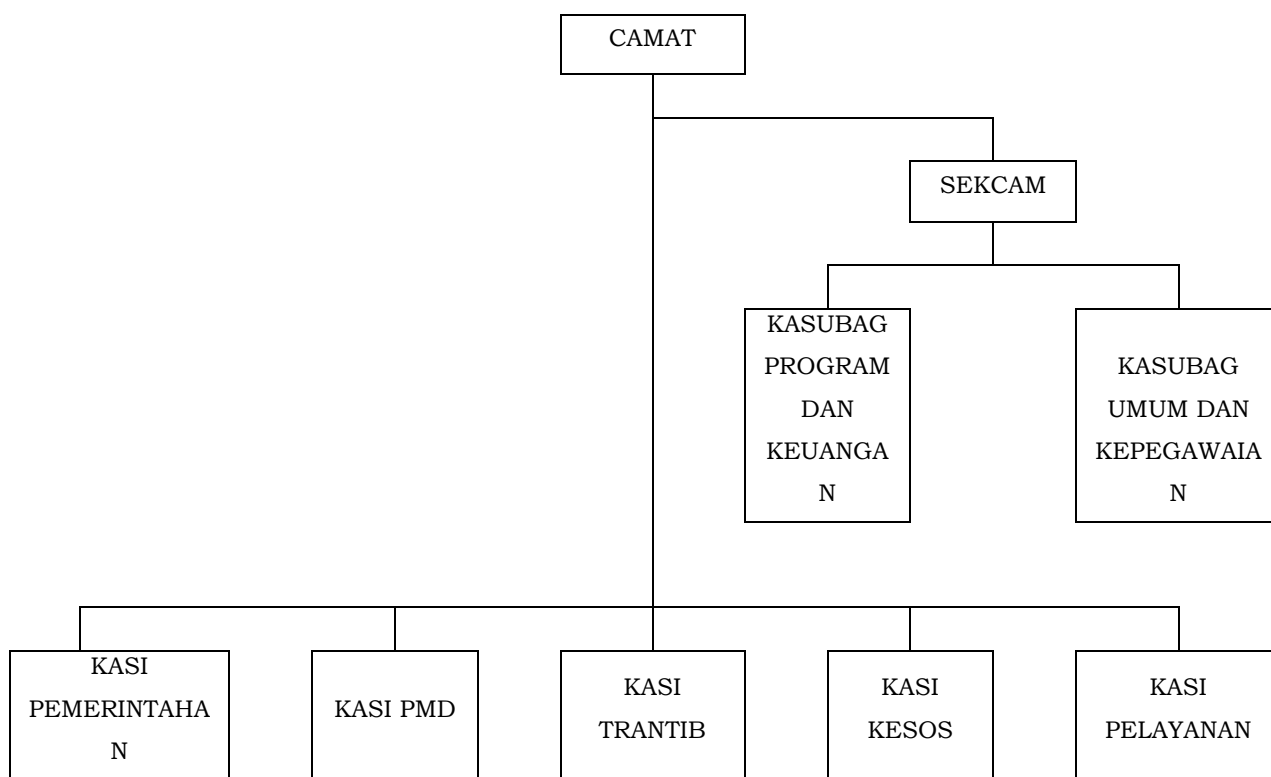 CAMAT
SEKCAM
KASUBAG
PROGRAM
DAN
KEUANGA
N
KASUBAG
UMUM DAN
KEPEGAWAIA
N
KASI
PEMERINTAHA
N
KASI PMD
KASI
TRANTIB
KASI
KESOS
KASI
PELAYANAN